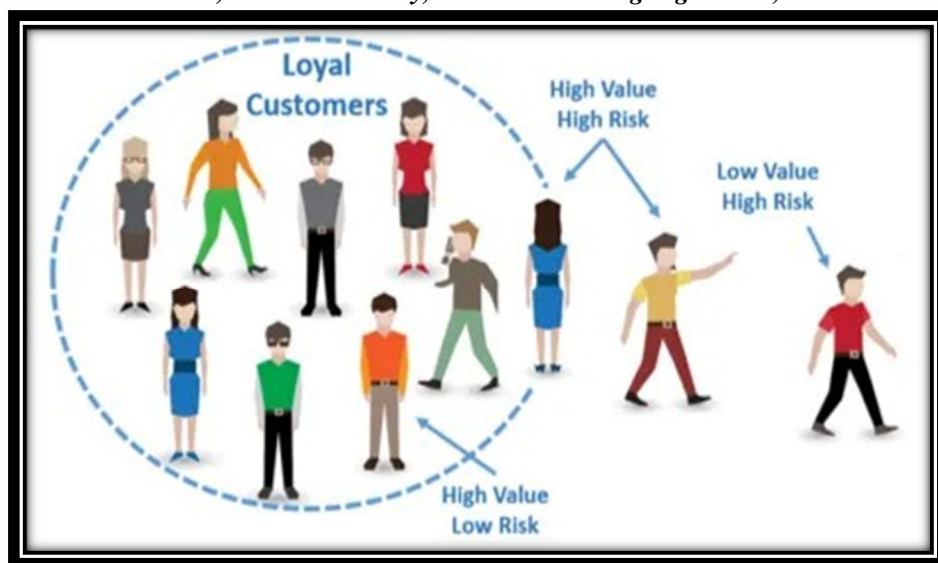 Loyal
Customers
High Value
High Risk
Low Value
High Risk
High Value
Low Risk